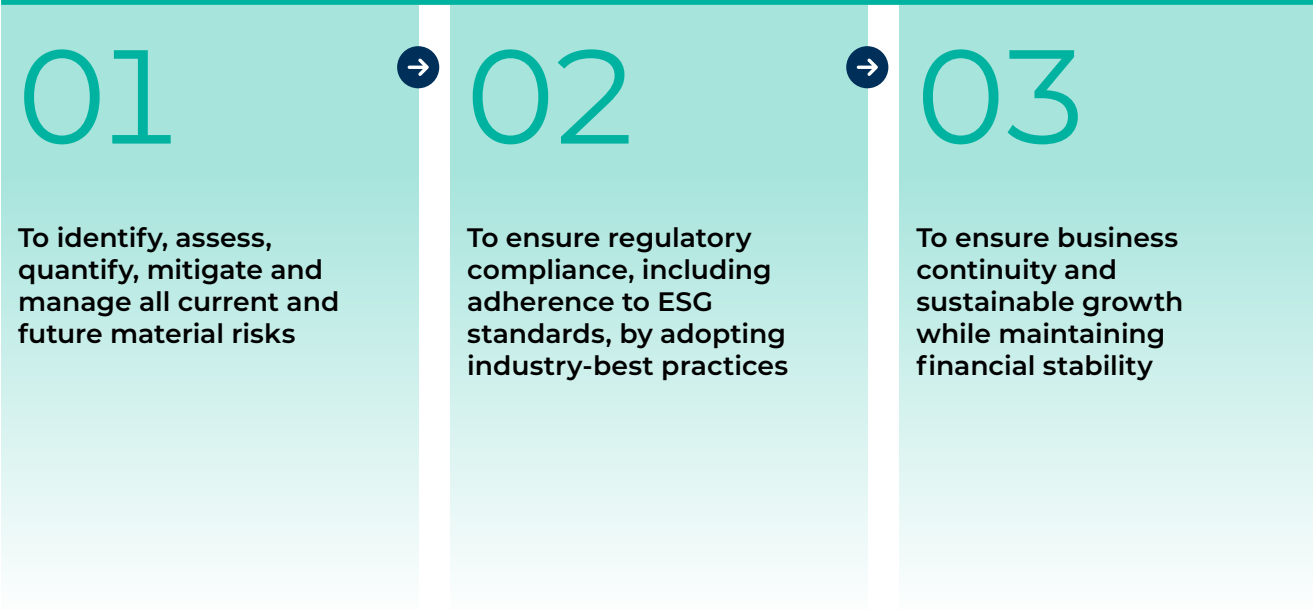 01
To identify, assess,
quantify, mitigate and
manage all current and
future material risks
02
To ensure regulatory
compliance, including
adherence to ESG
standards, by adopting
industry-best practices
03
To ensure business
continuity and
sustainable growth
while maintaining
financial stability